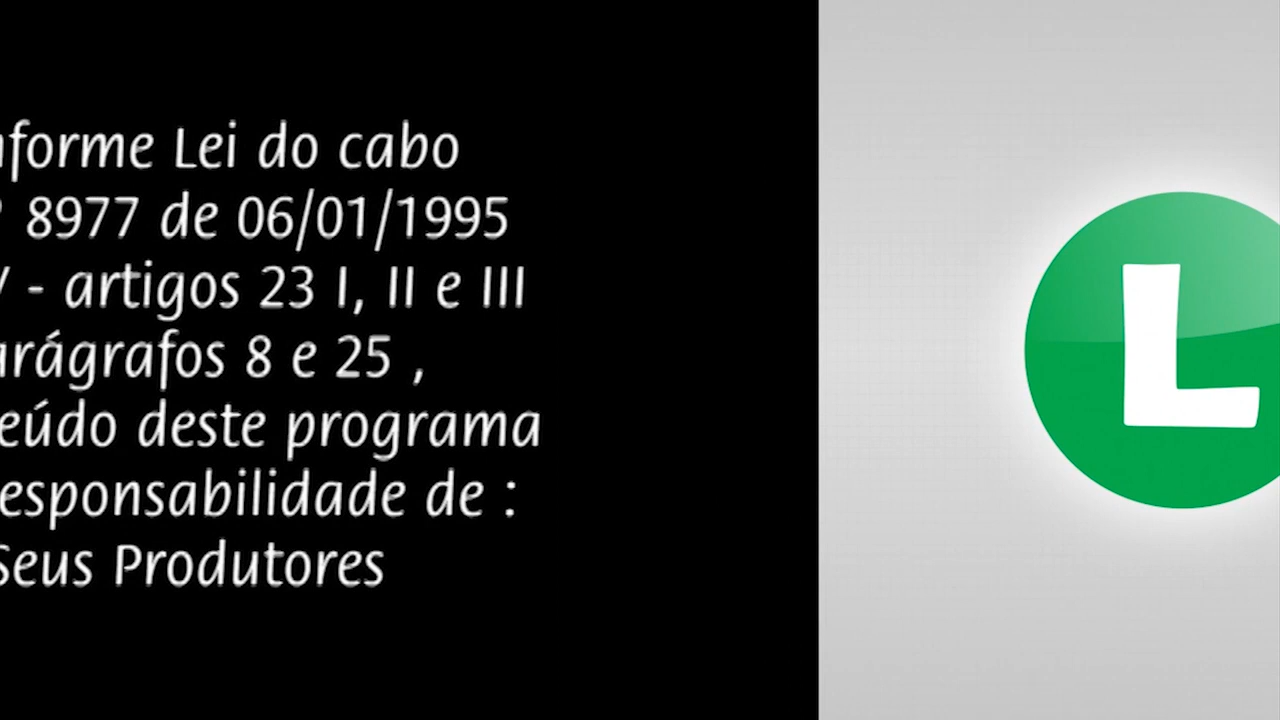 nforme Lei do cabo
8977 de 06/01/1995
- artigos 23 I, II e III
arágrafos 8 e 25 ,
eúdo deste programa
esponsabilidade de :
Seus Produtores
L